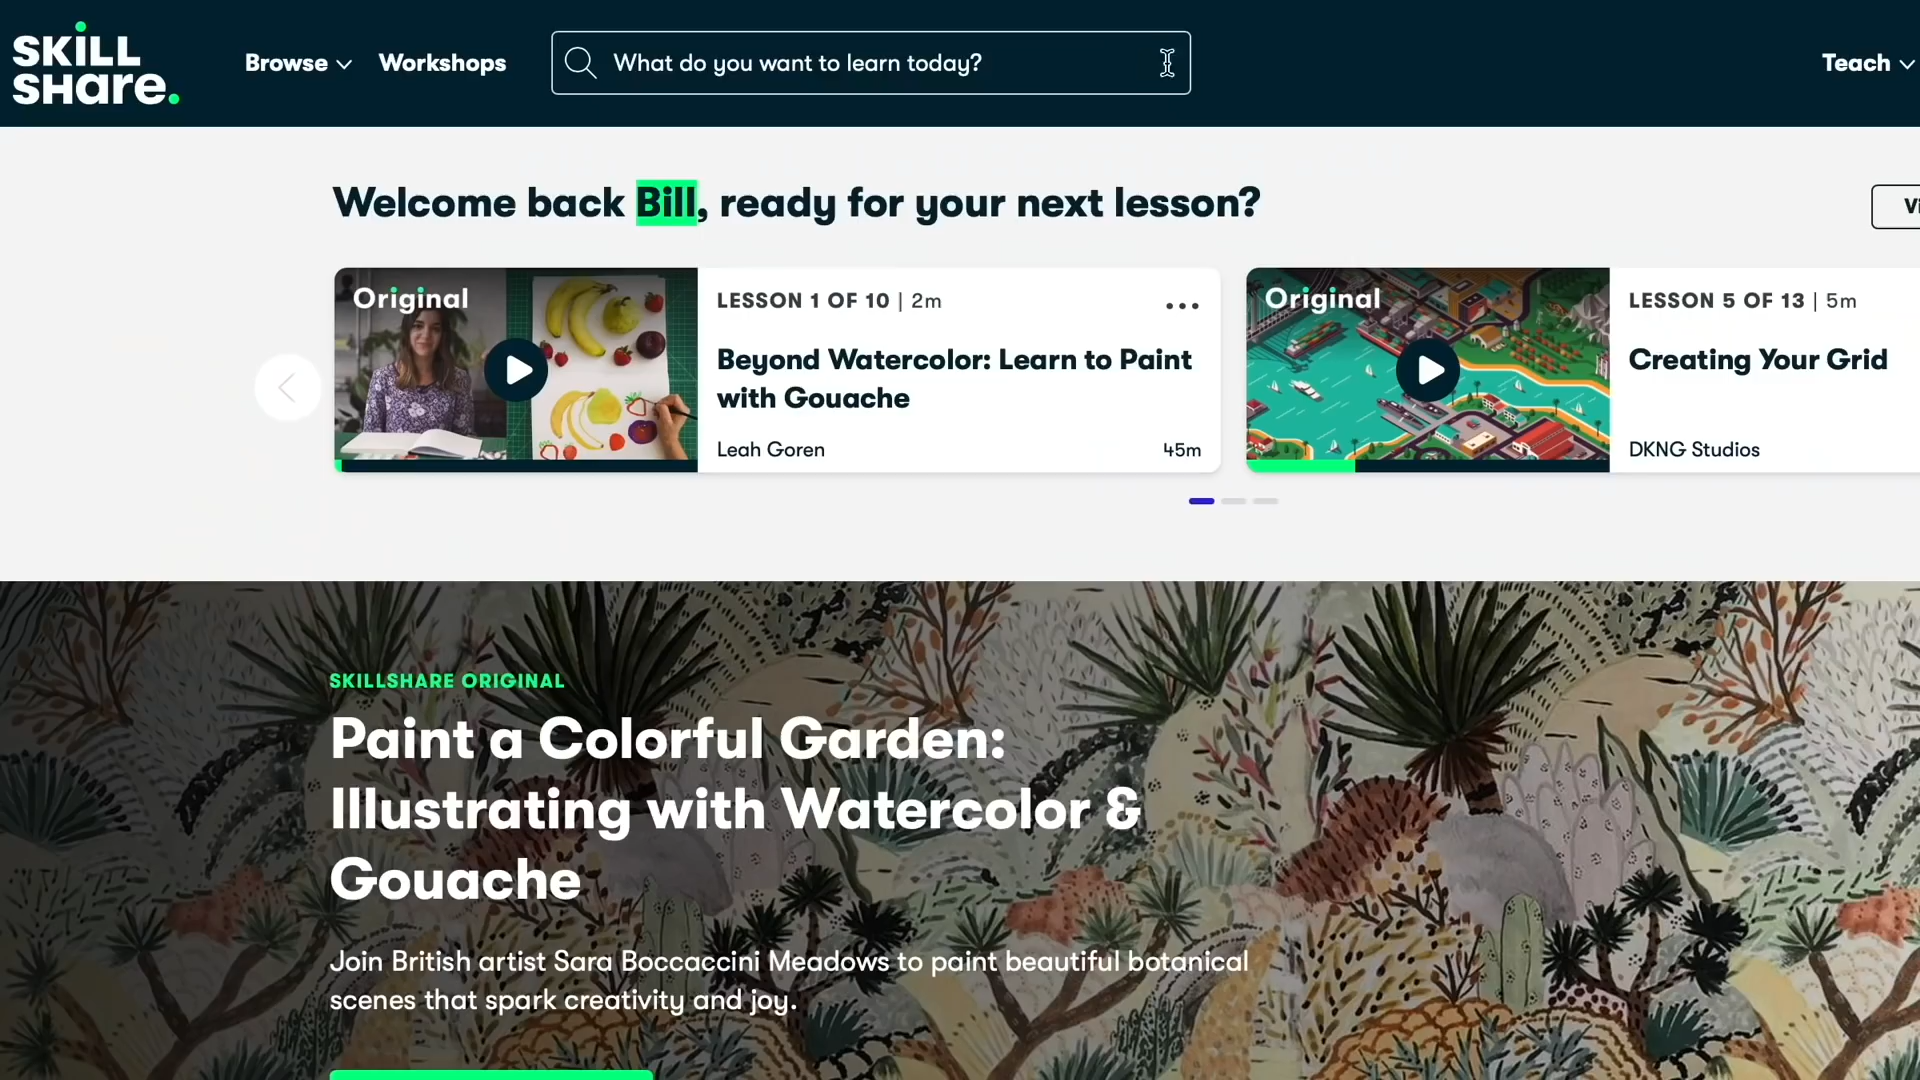 SKILL
SHare.
Browse
Workshops
What do you want to learn today?
Teach
Welcome back Bill, ready for your next lesson?
Original
LESSON 1 OF 10 | 2m
Beyond Watercolor: Learn to Paint
with Gouache
Leah Goren
45m
Original
LESSON 5 OF 13 | 5m
Creating Your Grid
DKNG Studios
SKILLSHARE ORIGINAL
Paint a Colorful Garden:
Illustrating with Watercolor &
Gouache
Join British artist Sara Boccaccini Meadows to paint beautiful botanical
scenes that spark creativity and joy.